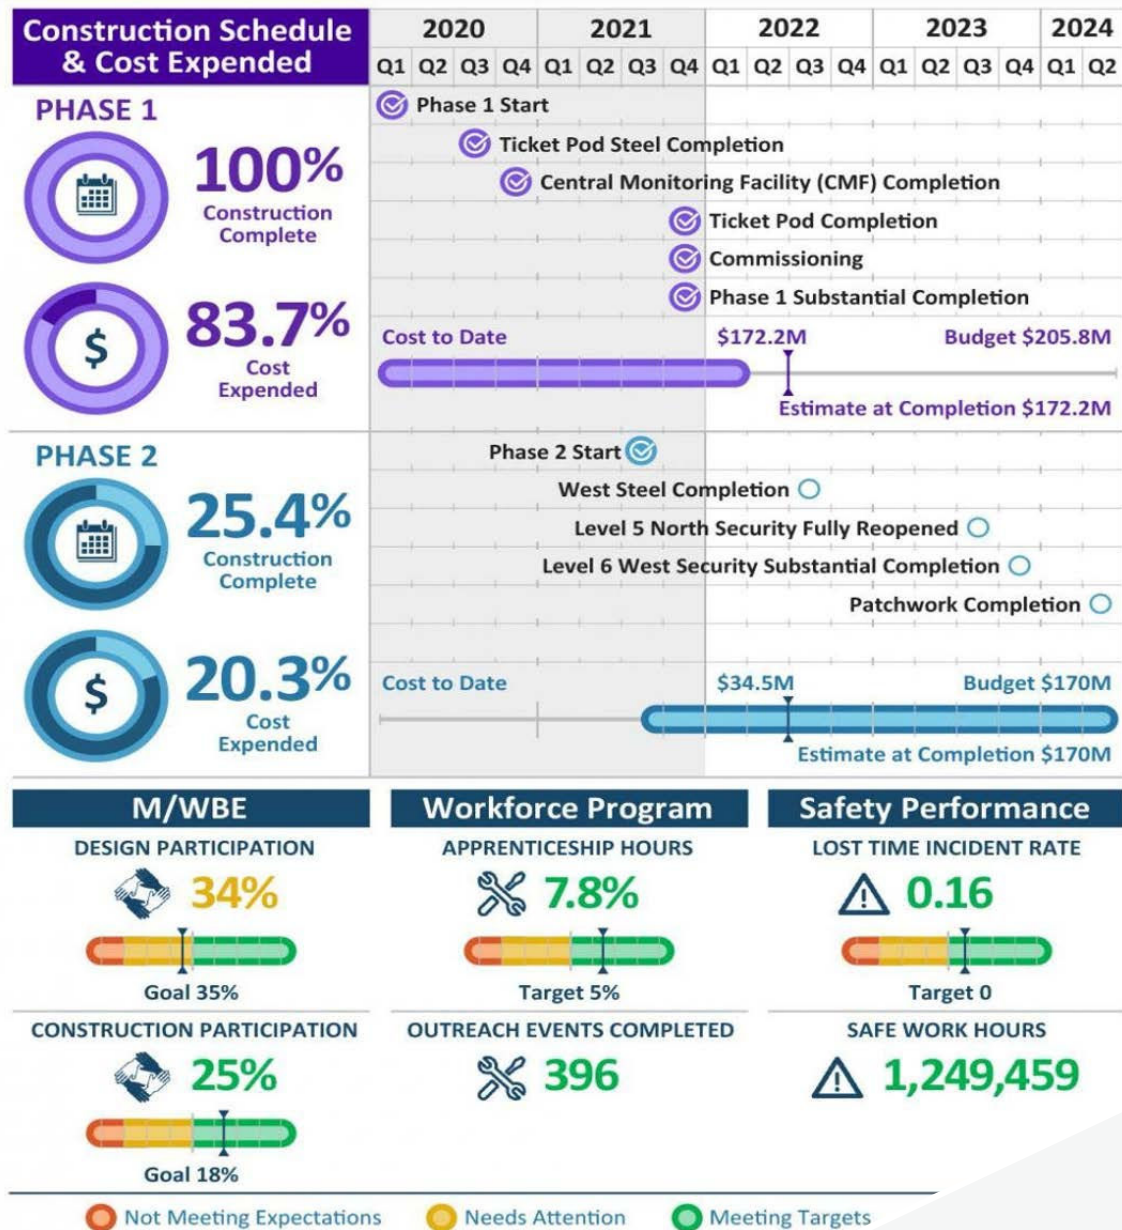 Construction Schedule
& Cost Expended
2020 2021 2022 2023 2024
Q1 Q2 Q3 Q4 Q1 Q2 Q3 Q4 Q1 Q2 Q3 Q4 Q1 Q2 Q3 Q4 Q1 Q2
PHASE 1
100%
Construction
Complete
83.7%
$
Cost
Expended
Phase 1 Start
Ticket Pod Steel Completion
Central Monitoring Facility (CMF) Completion
Ticket Pod Completion
Commissioning
Phase 1 Substantial Completion
Cost to Date $172.2M Budget $205.8M
Estimate at Completion $172.2M
PHASE 2
25.4%
Construction
Complete
20.3%
$
Cost
Expended
Phase 2 Start
West Steel Completion
Level 5 North Security Fully Reopened
Level 6 West Security Substantial Completion
Patchwork Completion
Cost to Date $34.5M Budget $170M
Estimate at Completion $170M
M/WBE
DESIGN PARTICIPATION
34%
Goal 35%
CONSTRUCTION PARTICIPATION
25%
Goal 18%
Workforce Program
APPRENTICESHIP HOURS
7.8%
Target 5%
OUTREACH EVENTS COMPLETED
396
Safety Performance
LOST TIME INCIDENT RATE
0.16
Target 0
SAFE WORK HOURS
1,249,459
Not Meeting Expectations Needs Attention Meeting Targets